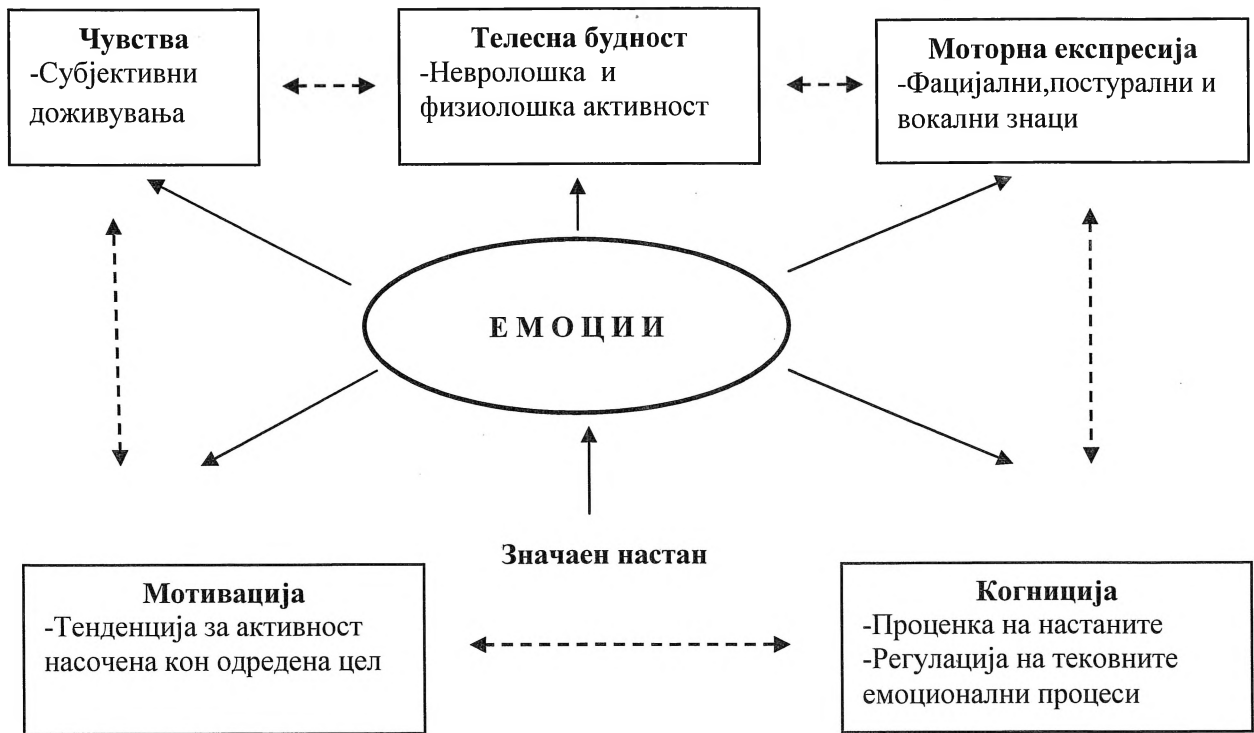 Чувства
-Субјективни
доживувања
Телесна будност
-Невролошка и
физиолошка активност
Моторна експресија
-Фацијални,постурални и
вокални знаци
Е М О Ц И И
Значаен настан
Мотивација
-Тенденција за активност
насочена кон одредена цел
Когниција
-Проценка на настаните
-Регулација на тековните
емоционални процеси